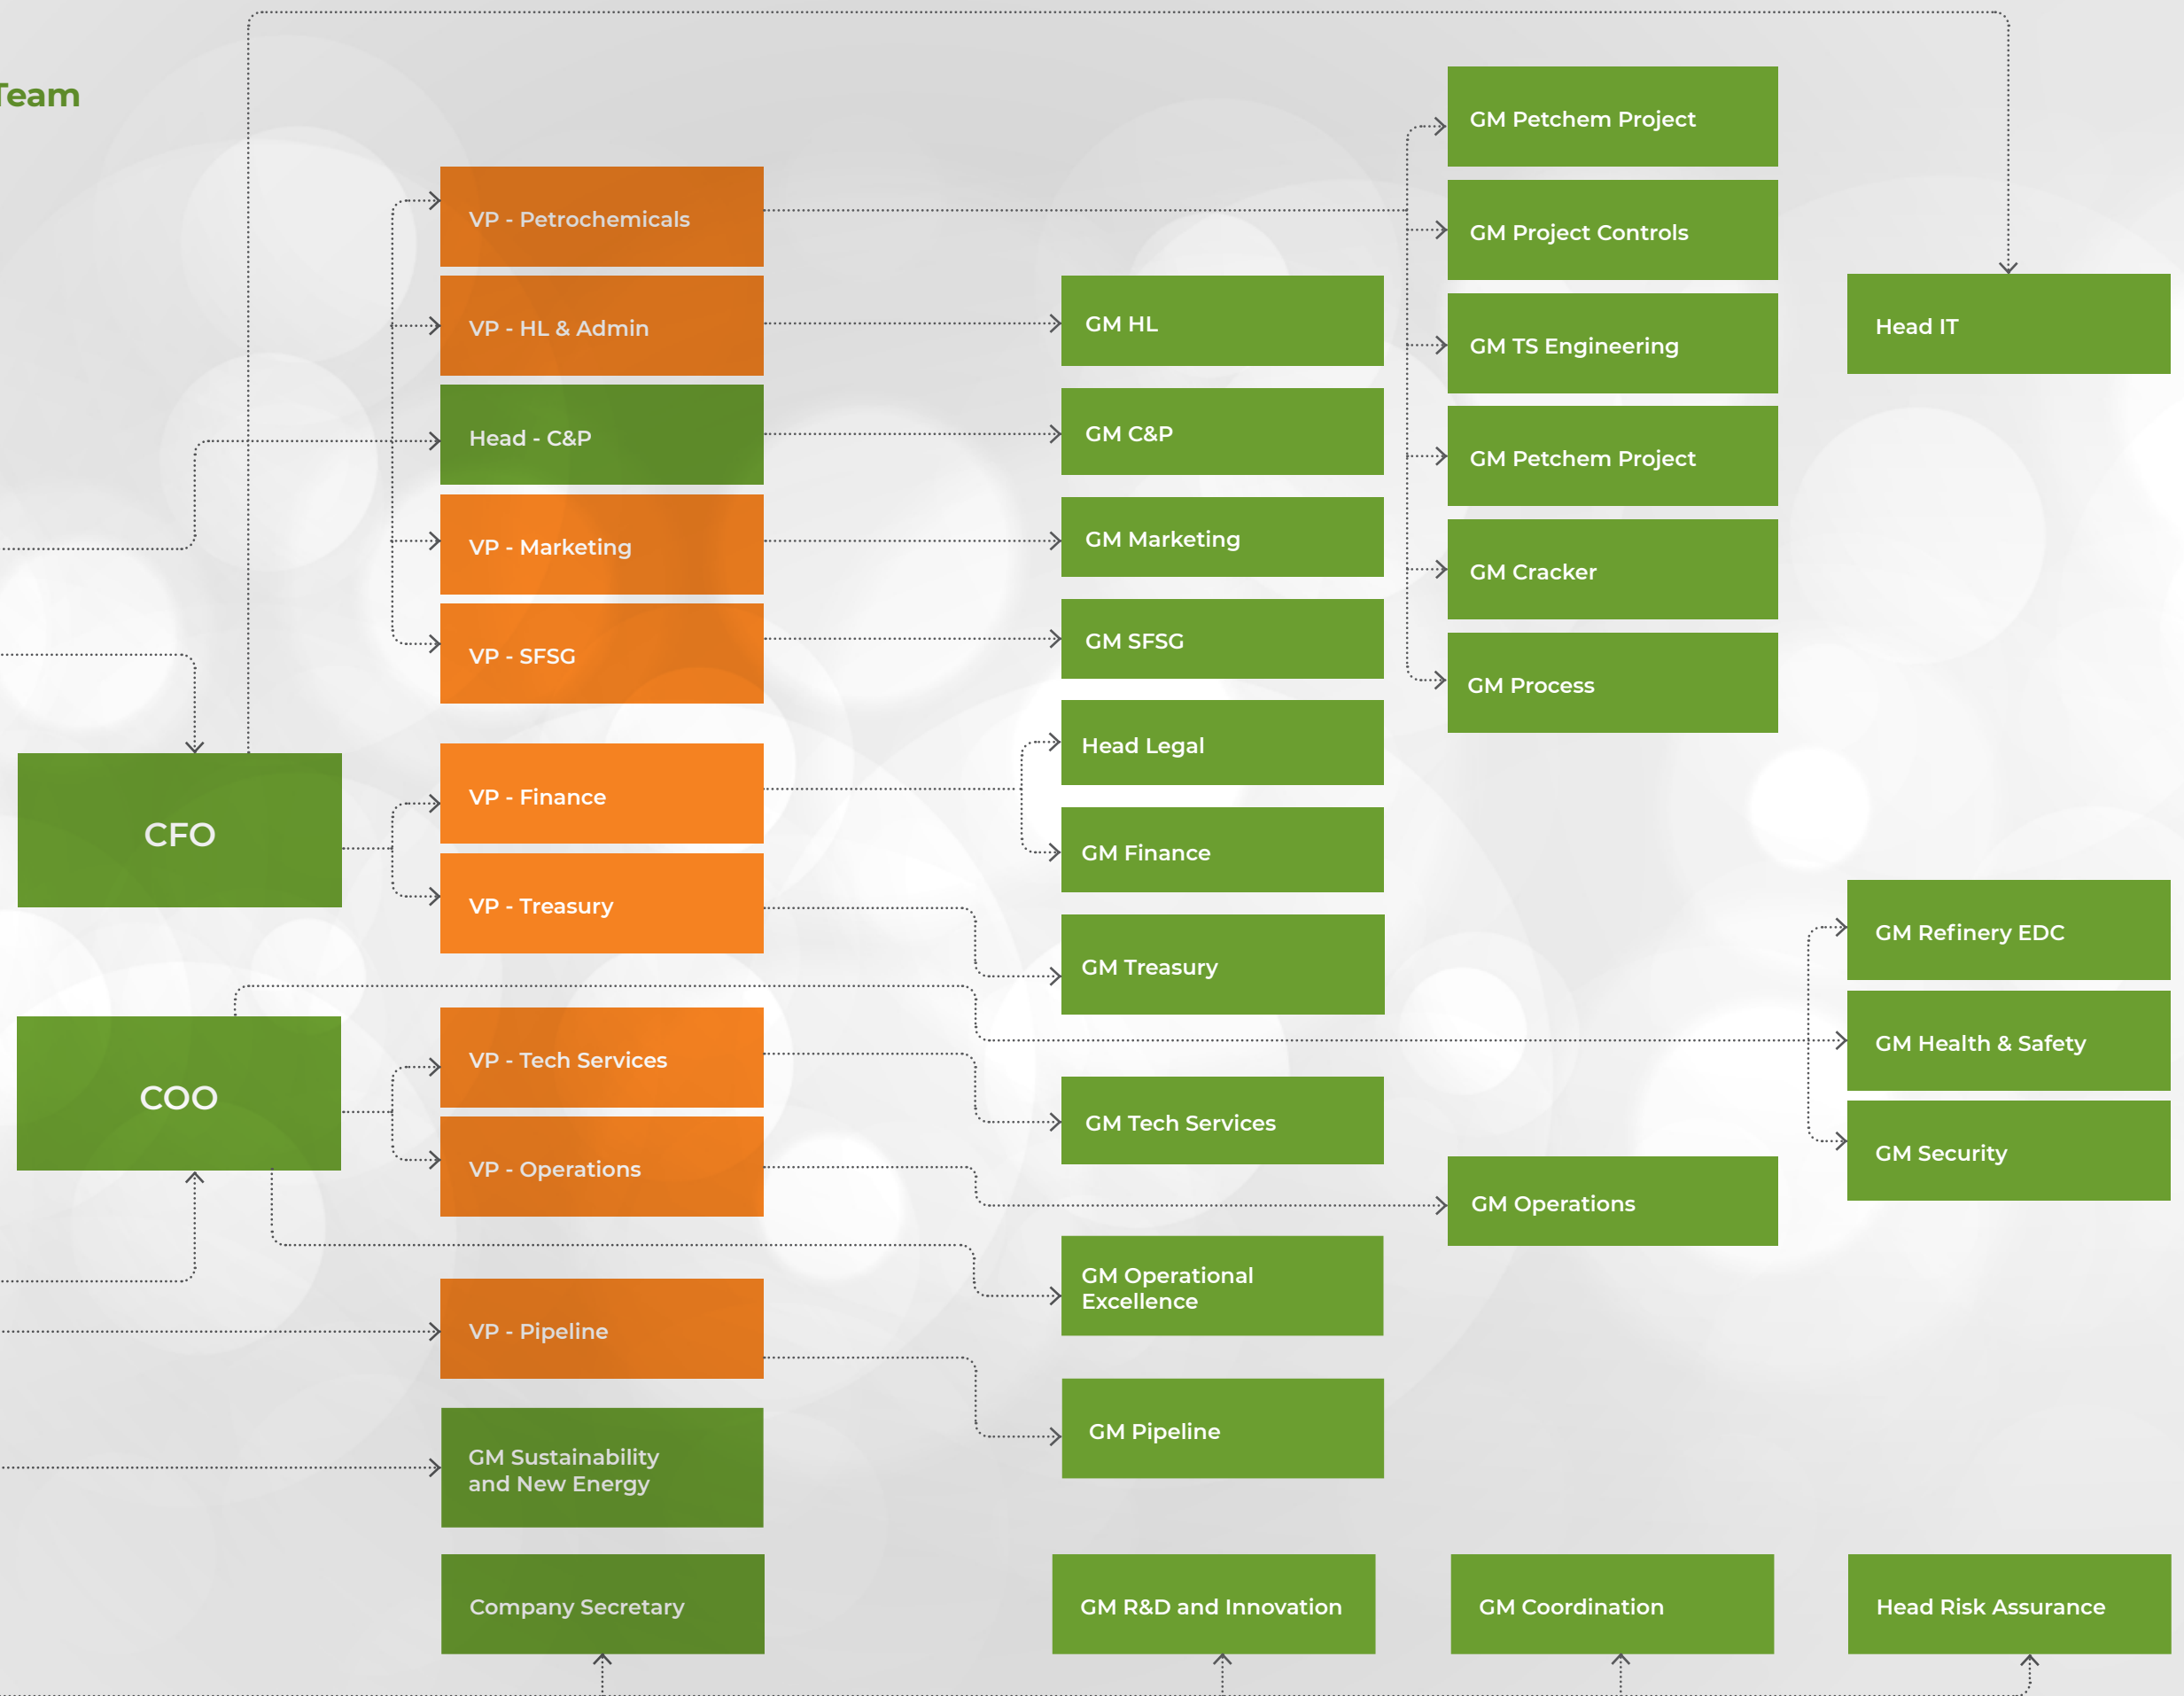 Team
VP - Petrochemicals
VP - HL & Admin
Head - C&P
VP - Marketing
VP - SFSG
CFO
VP - Finance
VP - Treasury
COO
VP - Tech Services
VP - Operations
VP - Pipeline
GM Sustainability
and New Energy
Company Secretary
GM HL
GM C&P
GM Marketing
GM SFSG
Head Legal
GM Finance
GM Treasury
GM Tech Services
GM Operational
Excellence
GM Pipeline
GM R&D and Innovation
GM Petchem Project
GM Project Controls
GM TS Engineering
GM Petchem Project
GM Cracker
GM Process
GM Operations
GM Coordination
Head IT
GM Refinery EDC
GM Health & Safety
GM Security
Head Risk Assurance